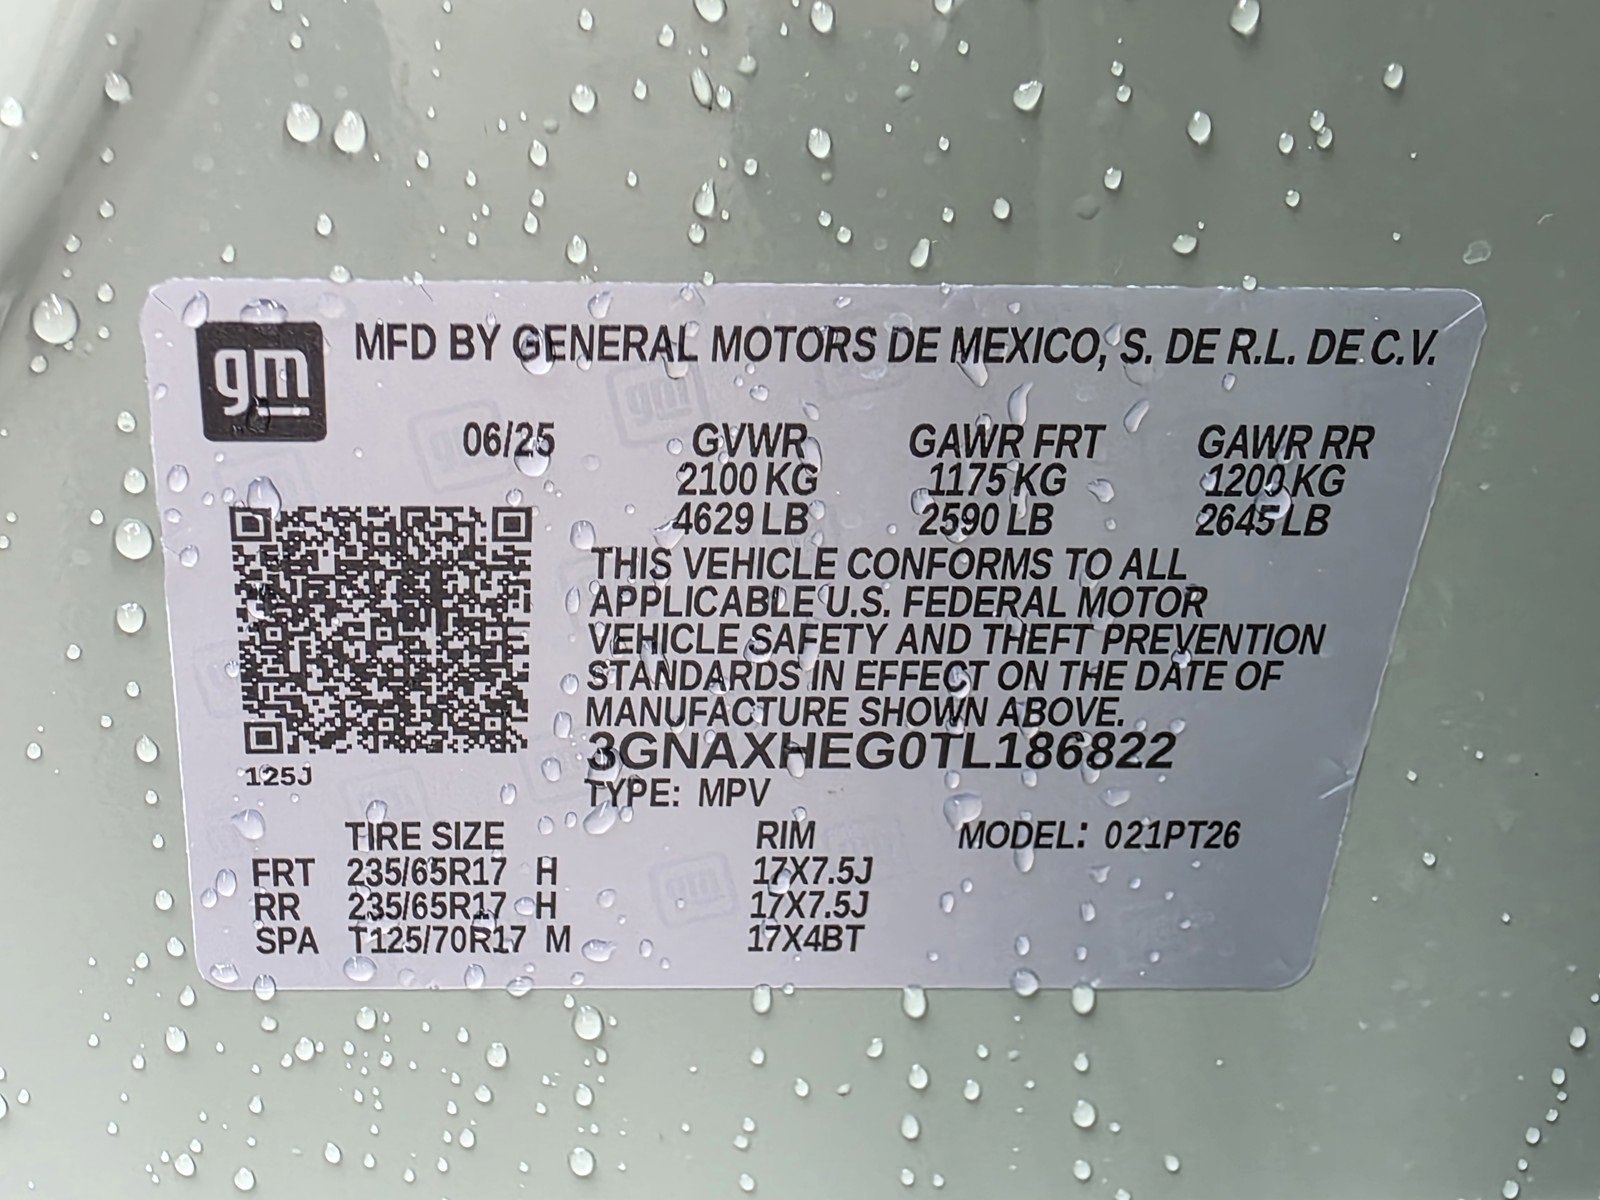 gm
MFD BY GENERAL MOTORS DE MEXICO, S. DE R.L. DE C.V.
06/25 GVWR GAWR FRT GAWR RR
2100 KG 1175 KG 1200 KG
4629 LB 2590 LB 2645 LB
THIS VEHICLE CONFORMS TO ALL
APPLICABLE U.S. FEDERAL MOTOR
VEHICLE SAFETY AND THEFT PREVENTION
STANDARDS IN EFFECT ON THE DATE OF
MANUFACTURE SHOWN ABOVE.
3GNAXHEG0TL186822
125J
TYPE: MPV
TIRE SIZE RIM MODEL: 021PT26
FRT 235/65R17 H 17X7.5J
RR 235/65R17 H 17X7.5J
SPA T125/70R17 M 17X4BT